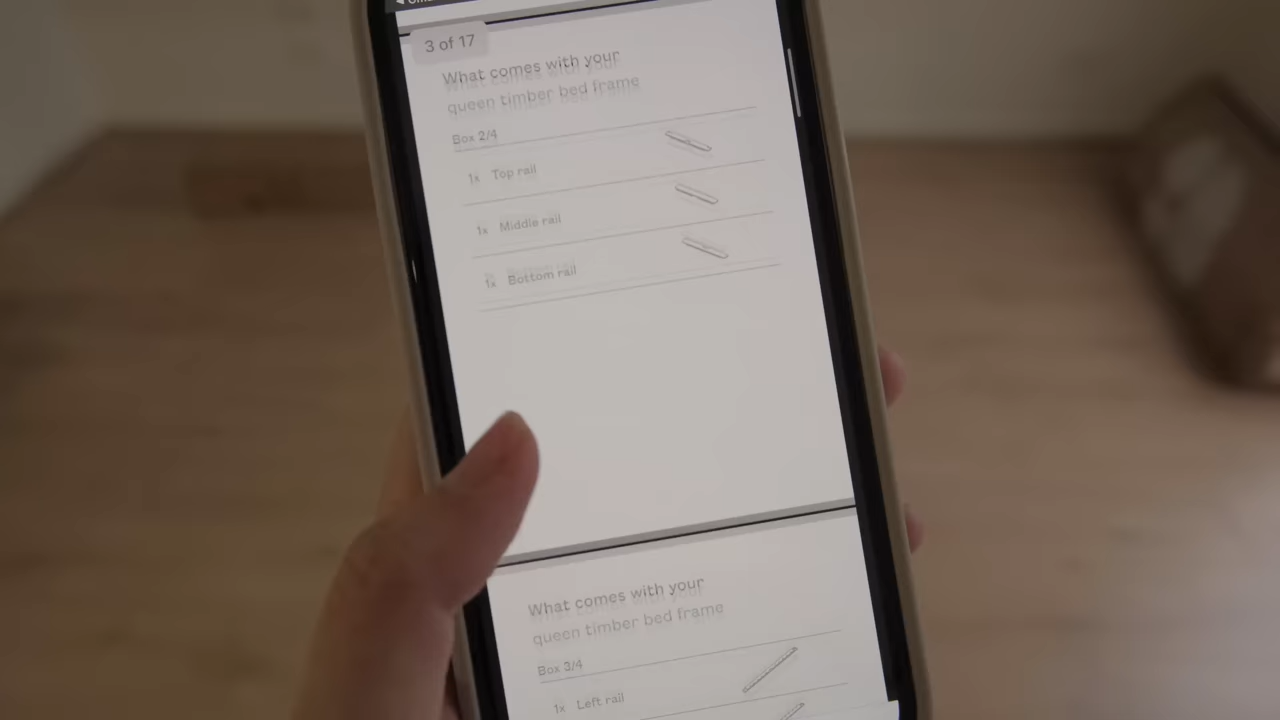 3 of 17
What comes with your
queen timber bed frame
Box 2/4
1x Top rail
1x Middle rail
1x Bottom rail
What comes with your
queen timber bed frame
Box 3/4
1x Left rail